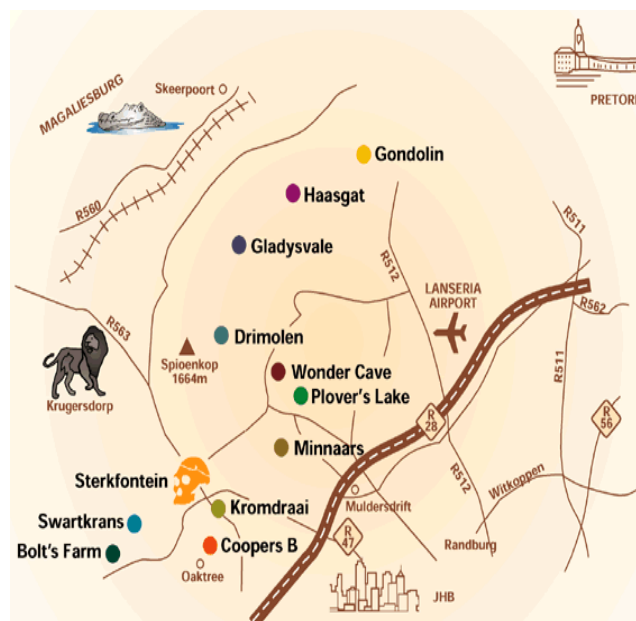 Skeerpoort
MAGALIESBURG
PRETOR
Gondolin
Haasgat
R560
R511
Gladysvale
R512
LANSERIA
AIRPORT
R562
R563
Drimolen
Spioenkop
1664m
R511
Wonder Cave
Plover's Lake
Krugersdorp
R
28
R
56
Minnaars
Sterkfontein
R512
Witkoppen
Muldersdrift
Kromdraai
Swartkrans
R
47
Randburg
Bolt's Farm
Coopers B
Oaktree
JHB